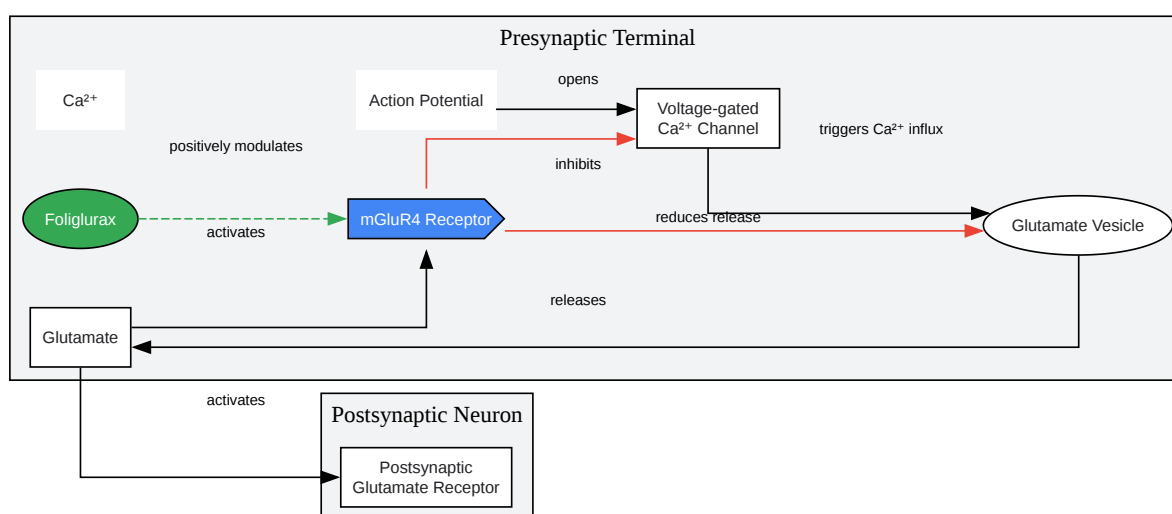 Presynaptic Terminal
Ca²⁺
Action Potential
opens
Voltage-gated
Ca²⁺ Channel
triggers Ca²⁺ influx
positively modulates
inhibits
Foliglurax
activates
mGluR4 Receptor
reduces release
Glutamate Vesicle
releases
Glutamate
activates
Postsynaptic Neuron
Postsynaptic
Glutamate Receptor